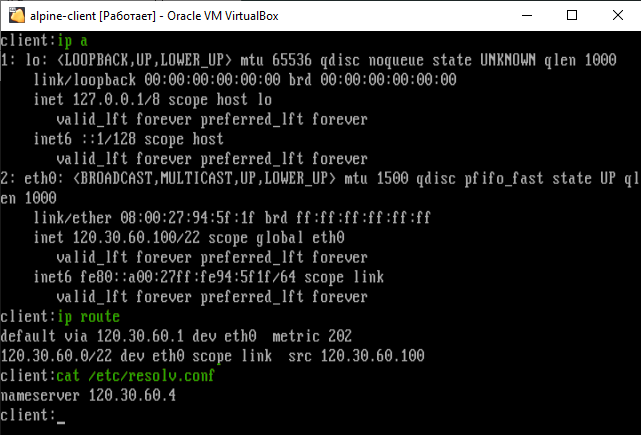 alpine-client [Работает] - Oracle VM VirtualBox
client:ip a
1: lo: <LOOPBACK,UP,LOWER_UP> mtu 65536 qdisc noqueue state UNKNOWN qlen 1000
    link/loopback 00:00:00:00:00:00 brd 00:00:00:00:00:00
    inet 127.0.0.1/8 scope host lo
       valid_lft forever preferred_lft forever
    inet6 ::1/128 scope host
       valid_lft forever preferred_lft forever
2: eth0: <BROADCAST,MULTICAST,UP,LOWER_UP> mtu 1500 qdisc pfifo_fast state UP ql
en 1000
    link/ether 08:00:27:94:5f:1f brd ff:ff:ff:ff:ff:ff
    inet 120.30.60.100/22 scope global eth0
       valid_lft forever preferred_lft forever
    inet6 fe80::a00:27ff:fe94:5f1f/64 scope link
       valid_lft forever preferred_lft forever
client:ip route
default via 120.30.60.1 dev eth0  metric 202
120.30.60.0/22 dev eth0 scope link  src 120.30.60.100
client:cat /etc/resolv.conf
nameserver 120.30.60.4
client:_